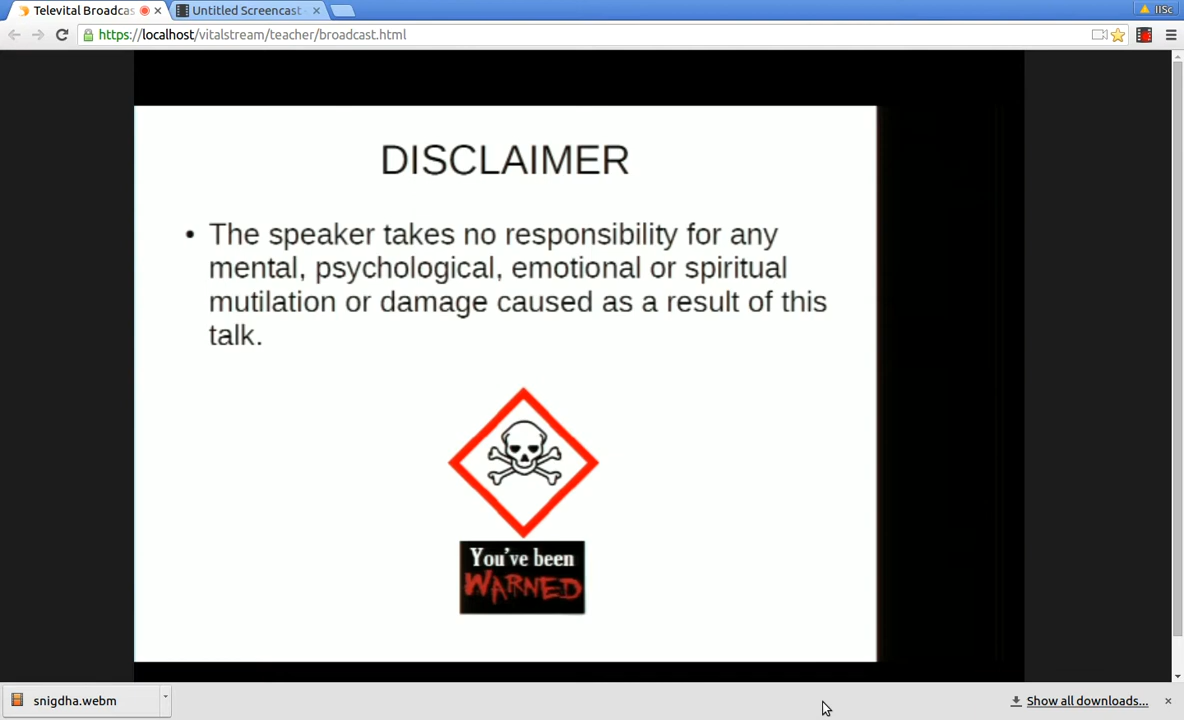 Televital Broadcas
Untitled Screencast
IISc
https://localhost/vitalstream/teacher/broadcast.html
DISCLAIMER
• The speaker takes no responsibility for any
mental, psychological, emotional or spiritual
mutilation or damage caused as a result of this
talk.
You've been
WARNED
snigdha.webm
Show all downloads...